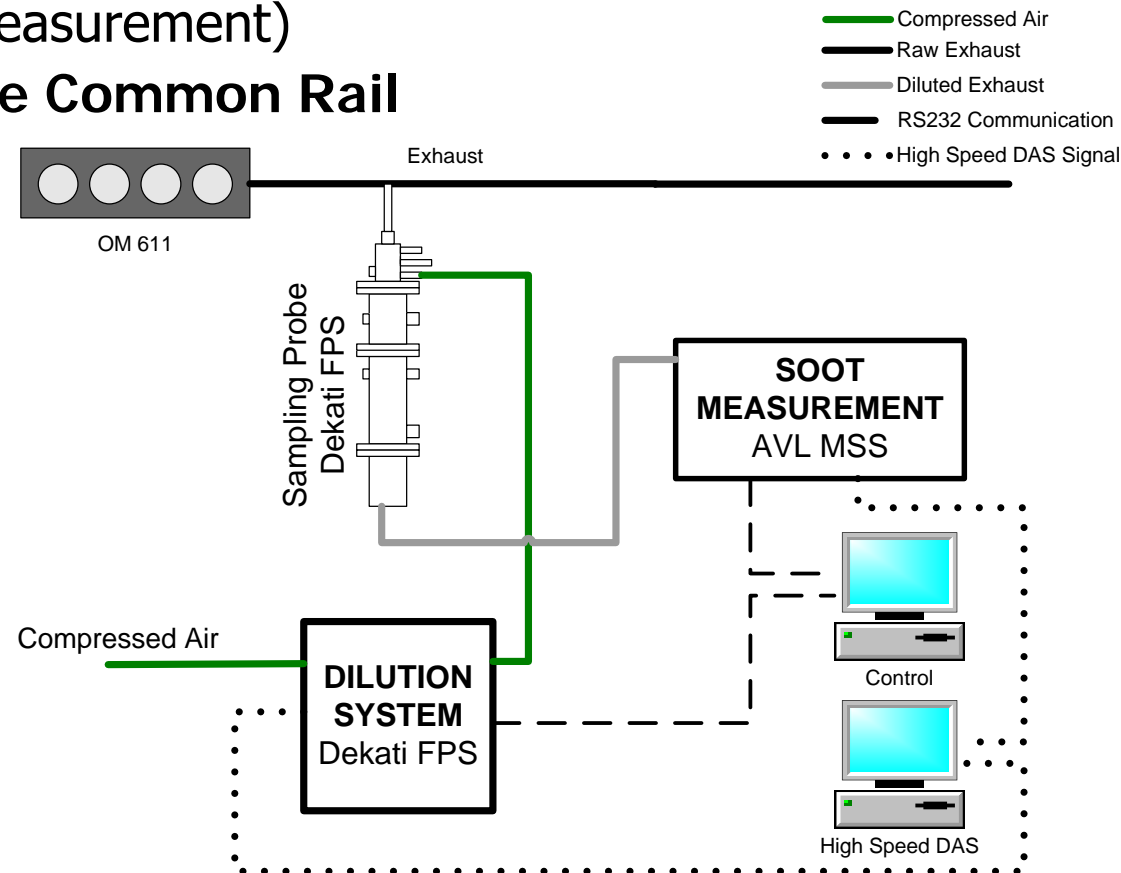 easurement)
e Common Rail
Compressed Air
Raw Exhaust
Diluted Exhaust
RS232 Communication
High Speed DAS Signal
Exhaust
OM 611
Sampling Probe
Dekati FPS
SOOT
MEASUREMENT
AVL MSS
Control
Compressed Air
DILUTION
SYSTEM
Dekati FPS
High Speed DAS